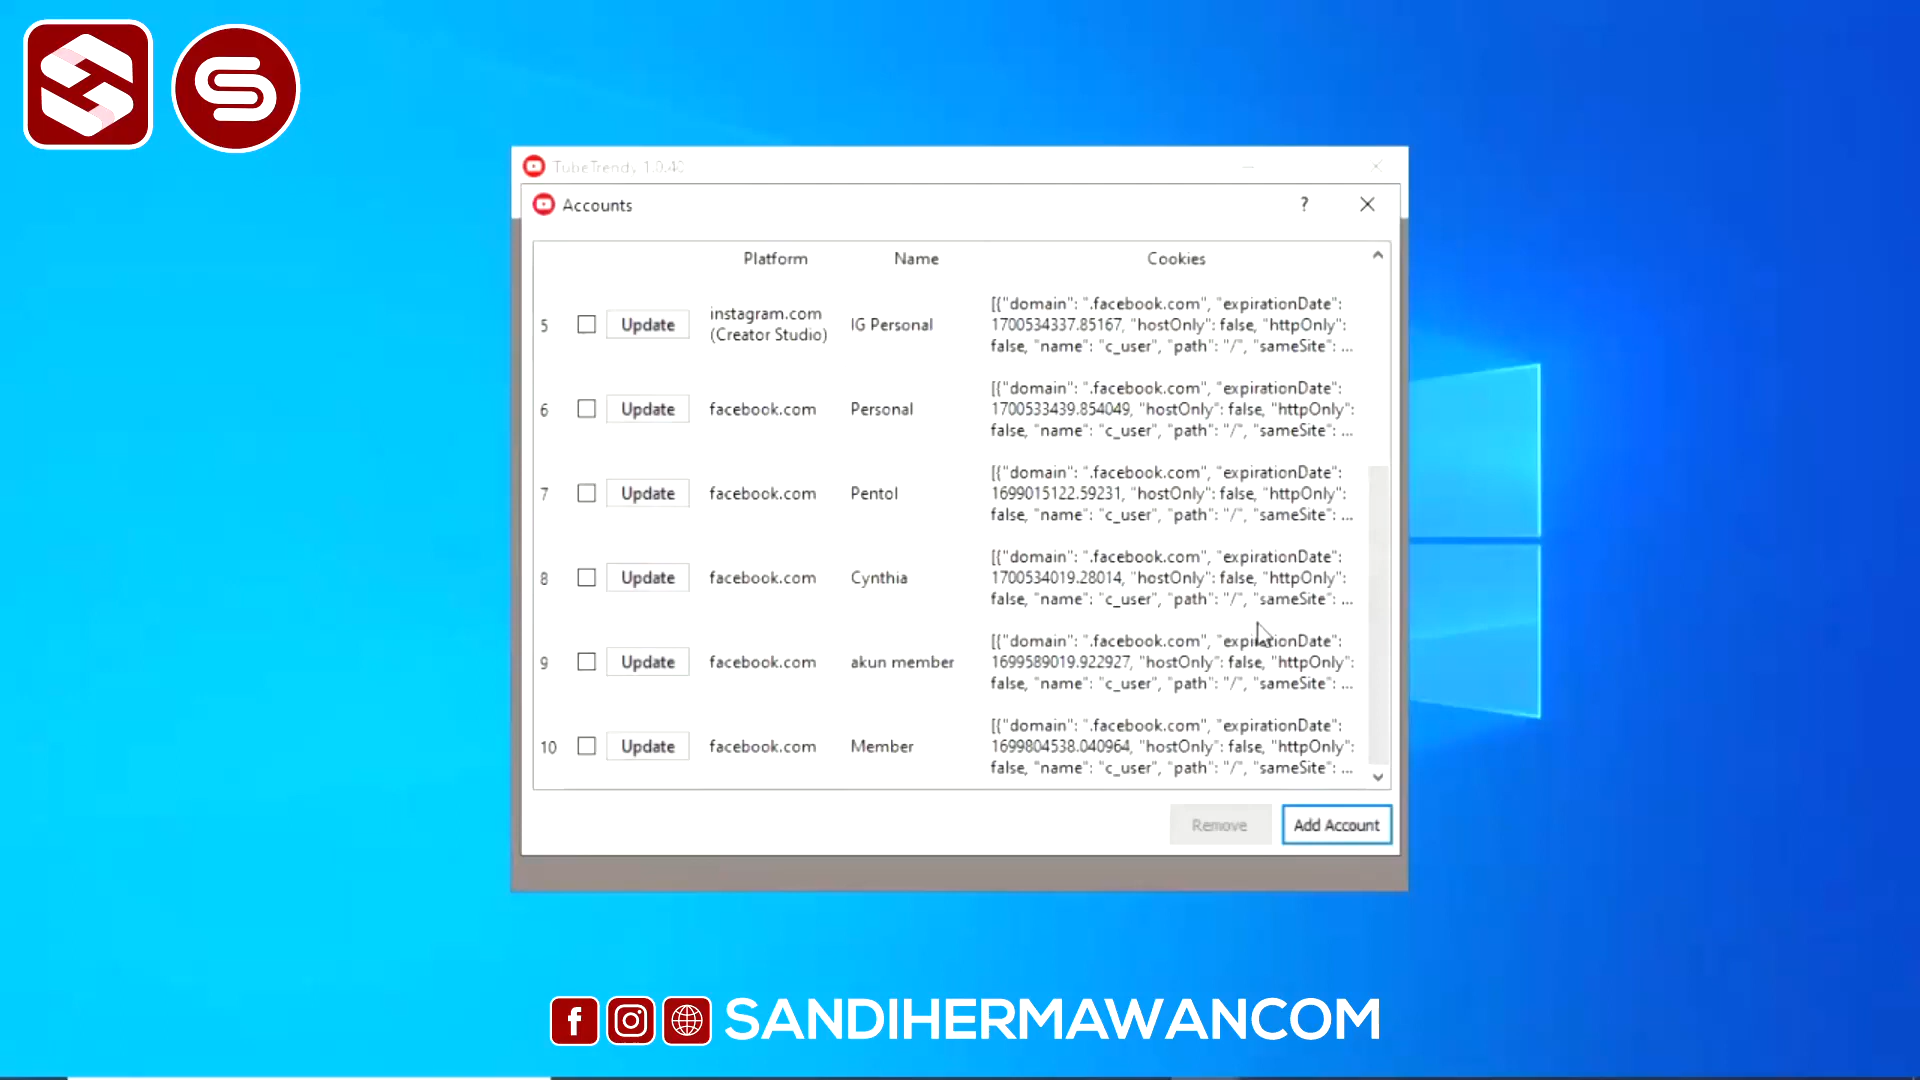 TubeTrendy 1.0.40
Accounts
?
Platform Name Cookies
5 Update instagram.com (Creator Studio) IG Personal [{"domain": ".facebook.com", "expirationDate":
1700534337.85167, "hostOnly": false, "httpOnly":
false, "name": "c_user", "path": "/", "sameSite": ...
6 Update facebook.com Personal [{"domain": ".facebook.com", "expirationDate":
1700533439.854049, "hostOnly": false, "httpOnly":
false, "name": "c_user", "path": "/", "sameSite": ...
7 Update facebook.com Pentol [{"domain": ".facebook.com", "expirationDate":
1699015122.59231, "hostOnly": false, "httpOnly":
false, "name": "c_user", "path": "/", "sameSite": ...
8 Update facebook.com Cynthia [{"domain": ".facebook.com", "expirationDate":
1700534019.28014, "hostOnly": false, "httpOnly":
false, "name": "c_user", "path": "/", "sameSite": ...
9 Update facebook.com akun member [{"domain": ".facebook.com", "expirationDate":
1699589019.922927, "hostOnly": false, "httpOnly":
false, "name": "c_user", "path": "/", "sameSite": ...
10 Update facebook.com Member [{"domain": ".facebook.com", "expirationDate":
1699804538.040964, "hostOnly": false, "httpOnly":
false, "name": "c_user", "path": "/", "sameSite": ...
Remove Add Account
SANDIHERMAWANCOM